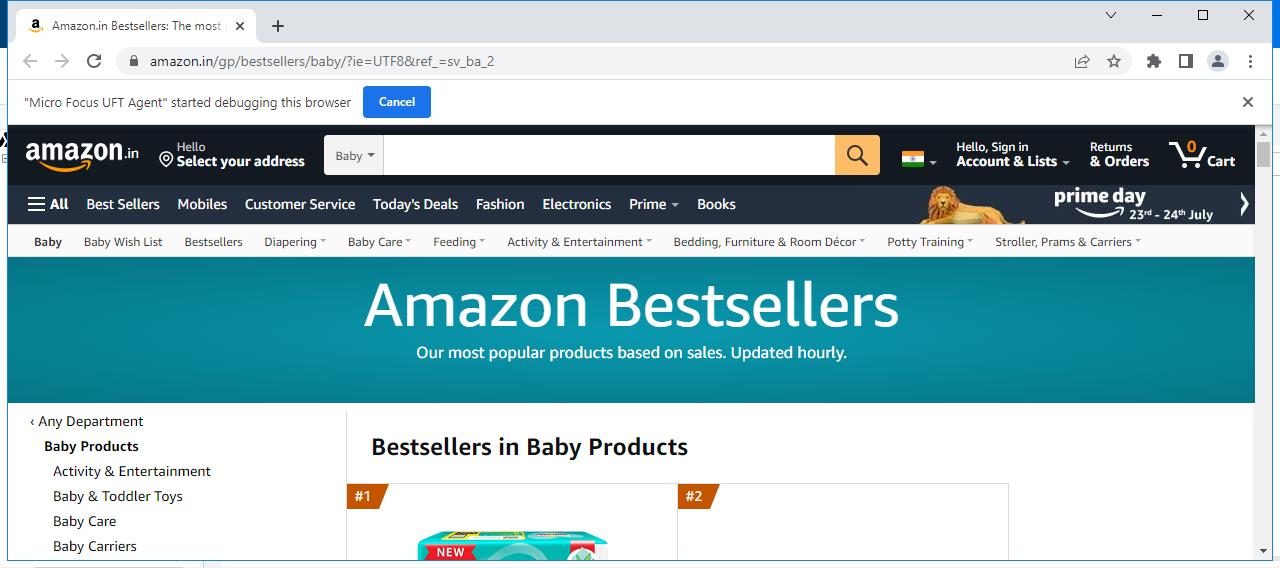 Amazon.in Bestsellers: The most
amazon.in/gp/bestsellers/baby/?ie=UTF8&ref_=sv_ba_2
"Micro Focus UFT Agent" started debugging this browser
Cancel
amazon.in
Hello
Select your address
Baby
Hello, Sign in
Account & Lists
Returns
& Orders
0
Cart
All
Best Sellers
Mobiles
Customer Service
Today's Deals
Fashion
Electronics
Prime
Books
prime day
23rd - 24th July
Baby
Baby Wish List
Bestsellers
Diapering
Baby Care
Feeding
Activity & Entertainment
Bedding, Furniture & Room Décor
Potty Training
Stroller, Prams & Carriers
Amazon Bestsellers
Our most popular products based on sales. Updated hourly.
‹ Any Department
Baby Products
Activity & Entertainment
Baby & Toddler Toys
Baby Care
Baby Carriers
Bestsellers in Baby Products
#1
#2
NEW